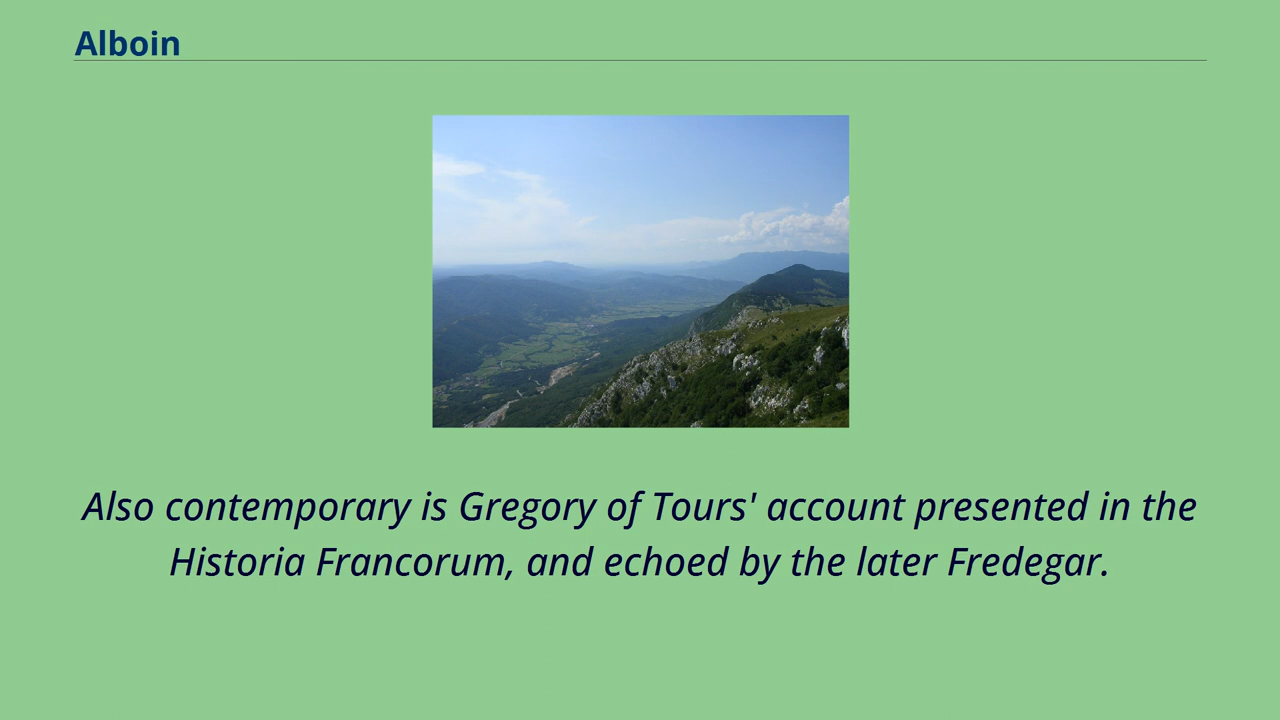 Alboin
Also contemporary is Gregory of Tours' account presented in the
Historia Francorum, and echoed by the later Fredegar.